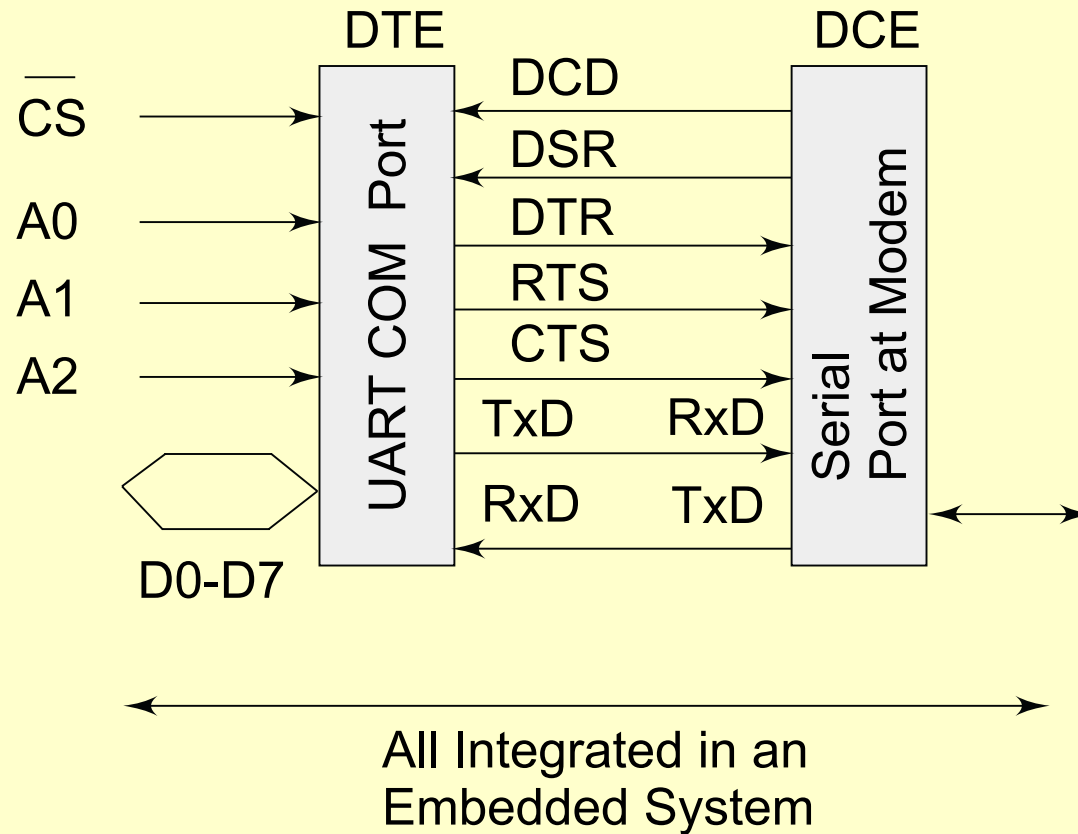 DTE
DCE
CS
A0
A1
A2
D0-D7
UART COM Port
DCD
DSR
DTR
RTS
CTS
TxD RxD
RxD TxD
Serial
Port at Modem
All Integrated in an
Embedded System